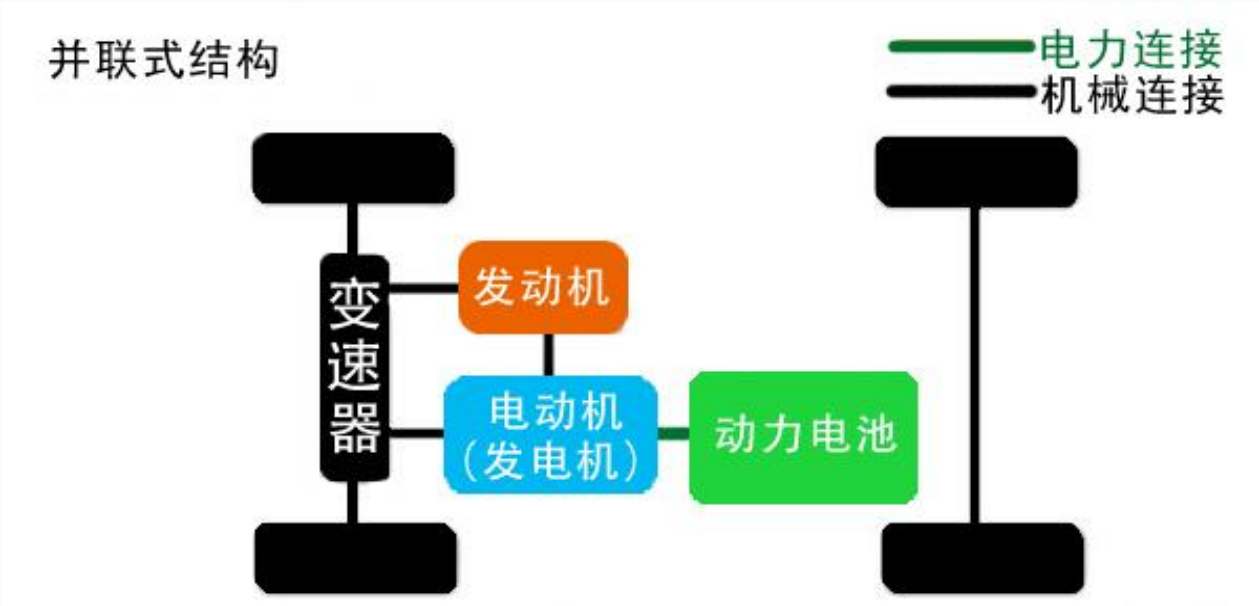 并联式结构
电力连接
机械连接
变速器
发动机
电动机
(发电机)
动力电池